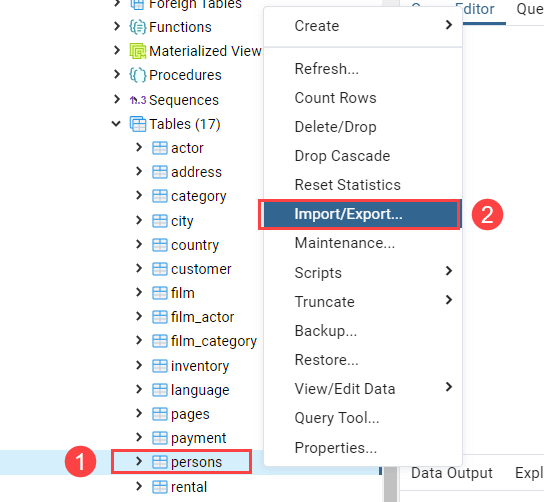 Foreign Tables
Functions
Materialized View
Procedures
1.3 Sequences
Tables (17)
actor
address
category
city
country
customer
film
film_actor
film_category
inventory
language
pages
payment
1
persons
rental
Create
Refresh...
Count Rows
Delete/Drop
Drop Cascade
Reset Statistics
Import/Export...
2
Maintenance...
Scripts
Truncate
Backup...
Restore...
View/Edit Data
Query Tool...
Properties...
Editor
Que
Data Output
Expl